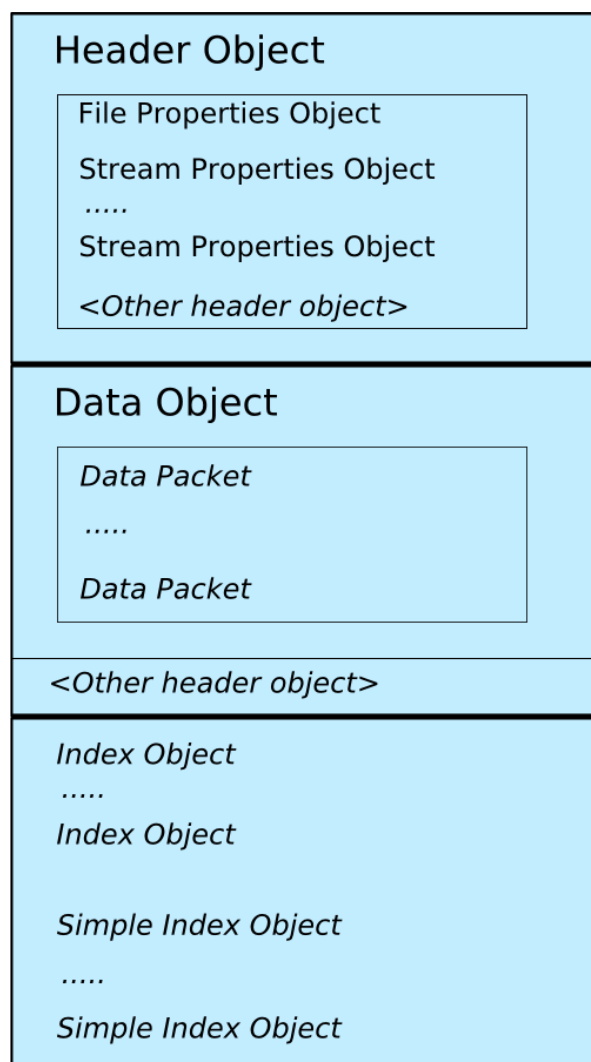 Header Object
File Properties Object
Stream Properties Object
.....
Stream Properties Object
<Other header object>
Data Object
Data Packet
.....
Data Packet
<Other header object>
Index Object
.....
Index Object
Simple Index Object
.....
Simple Index Object